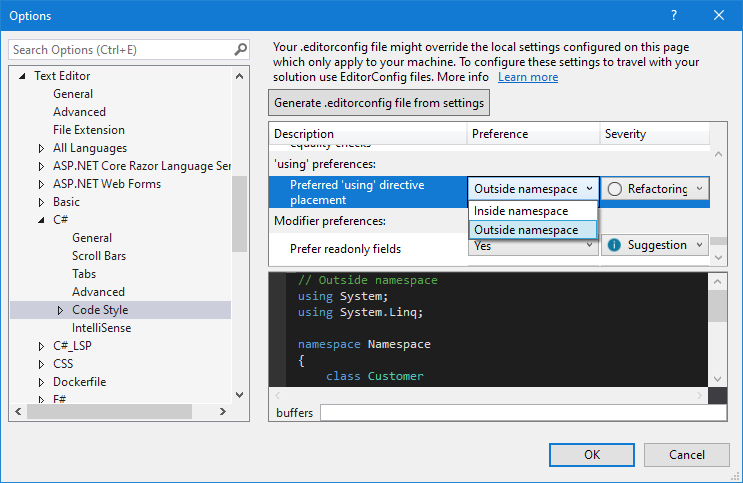 Options
?
Search Options (Ctrl+E)
Text Editor
General
Advanced
File Extension
All Languages
ASP.NET Core Razor Language Ser
ASP.NET Web Forms
Basic
C#
General
Scroll Bars
Tabs
Advanced
Code Style
IntelliSense
C#_LSP
CSS
Dockerfile
F#
Your .editorconfig file might override the local settings configured on this page
which only apply to your machine. To configure these settings to travel with your
solution use EditorConfig files. More info Learn more
Generate .editorconfig file from settings
Description Preference Severity
equality checks
'using' preferences:
Preferred 'using' directive
placement
Outside namespace
Refactoring
Inside namespace
Outside namespace
Modifier preferences:
Prefer readonly fields Yes Suggestion
// Outside namespace
using System;
using System.Linq;
namespace Namespace
{
class Customer
buffers
OK Cancel